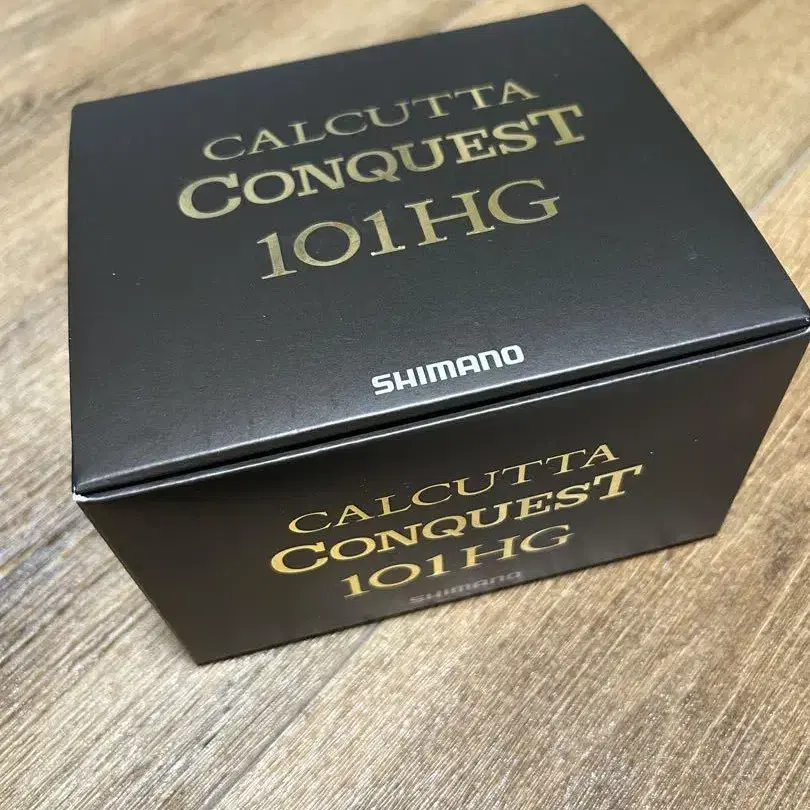 CALCUTTA
CONQUEST
101HG
SHIMANO
CALCUTTA
CONQUEST
101HG
SHIMANO